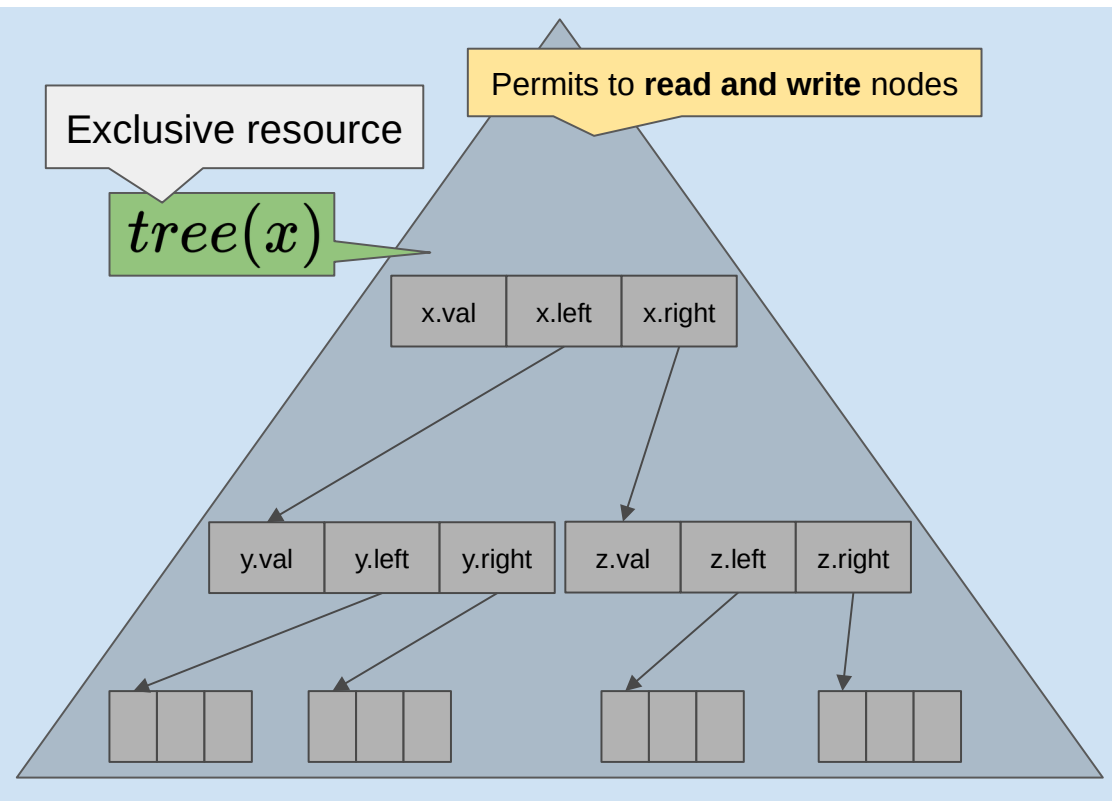 Permits to read and write nodes
Exclusive resource
tree(x)
x.val
x.left
x.right
y.val
y.left
y.right
z.val
z.left
z.right